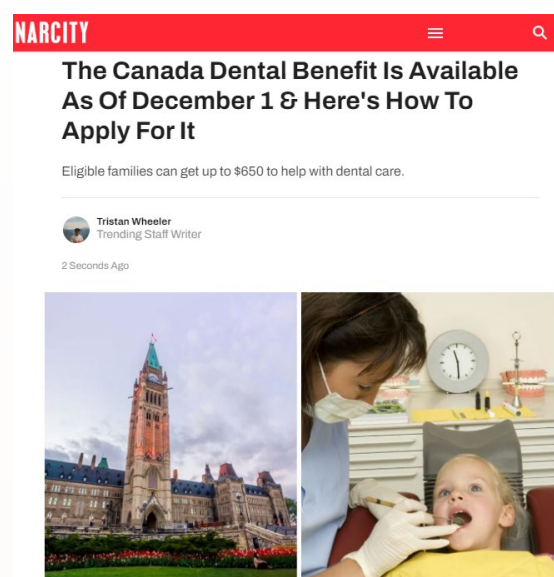 NARCITY
The Canada Dental Benefit Is Available
As Of December 1 & Here's How To
Apply For It
Eligible families can get up to $650 to help with dental care.
Tristan Wheeler
Trending Staff Writer
2 Seconds Ago